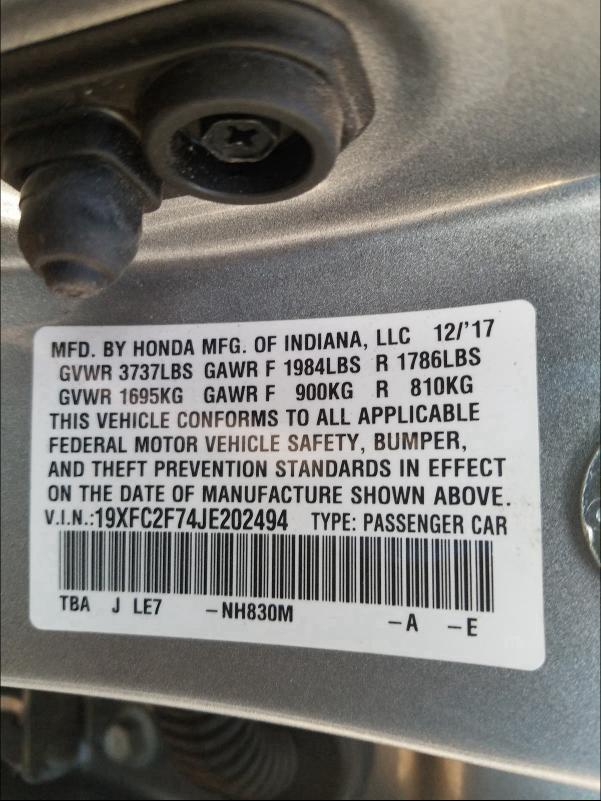 MFD. BY HONDA MFG. OF INDIANA, LLC 12/'17
GVWR 3737LBS GAWR F 1984LBS R 1786LBS
GVWR 1695KG GAWR F 900KG R 810KG
THIS VEHICLE CONFORMS TO ALL APPLICABLE
FEDERAL MOTOR VEHICLE SAFETY, BUMPER,
AND THEFT PREVENTION STANDARDS IN EFFECT
ON THE DATE OF MANUFACTURE SHOWN ABOVE.
V.I.N.:19XFC2F74JE202494 TYPE: PASSENGER CAR
TBA J LE7 -NH830M -A -E